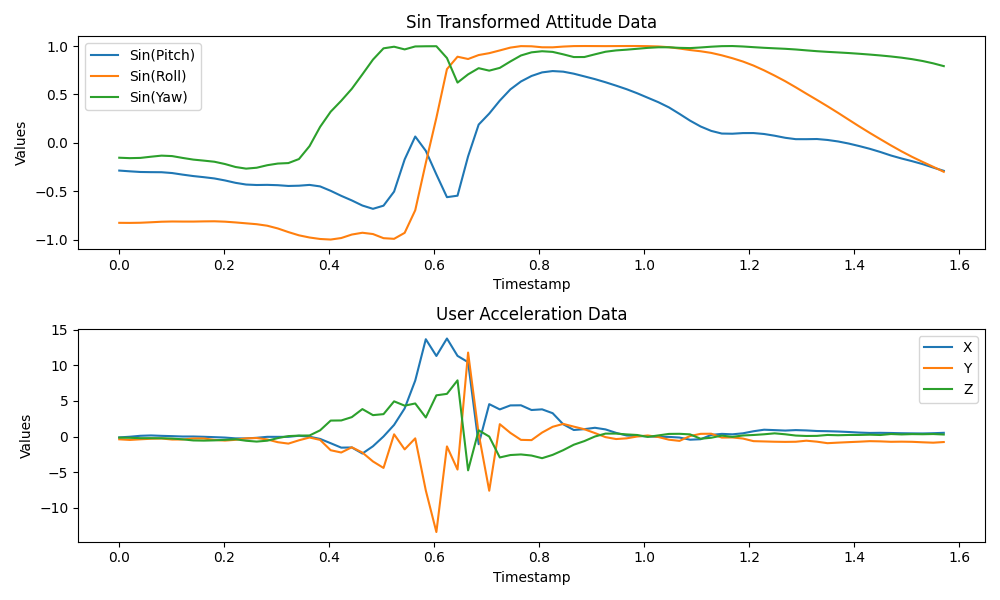 Sin Transformed Attitude Data
Values
1.0
0.5
0.0
−0.5
−1.0
Sin(Pitch)
Sin(Roll)
Sin(Yaw)
0.0 0.2 0.4 0.6 0.8 1.0 1.2 1.4 1.6
Timestamp
User Acceleration Data
Values
15
10
5
0
−5
−10
X
Y
Z
0.0 0.2 0.4 0.6 0.8 1.0 1.2 1.4 1.6
Timestamp